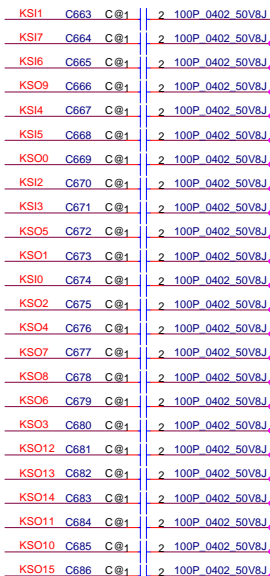 KSI1 C663 C@1 2 100P_0402_50V8J
KSI7 C664 C@1 2 100P_0402_50V8J
KSI6 C665 C@1 2 100P_0402_50V8J
KSO9 C666 C@1 2 100P_0402_50V8J
KSI4 C667 C@1 2 100P_0402_50V8J
KSI5 C668 C@1 2 100P_0402_50V8J
KSO0 C669 C@1 2 100P_0402_50V8J
KSI2 C670 C@1 2 100P_0402_50V8J
KSI3 C671 C@1 2 100P_0402_50V8J
KSO5 C672 C@1 2 100P_0402_50V8J
KSO1 C673 C@1 2 100P_0402_50V8J
KSI0 C674 C@1 2 100P_0402_50V8J
KSO2 C675 C@1 2 100P_0402_50V8J
KSO4 C676 C@1 2 100P_0402_50V8J
KSO7 C677 C@1 2 100P_0402_50V8J
KSO8 C678 C@1 2 100P_0402_50V8J
KSO6 C679 C@1 2 100P_0402_50V8J
KSO3 C680 C@1 2 100P_0402_50V8J
KSO12 C681 C@1 2 100P_0402_50V8J
KSO13 C682 C@1 2 100P_0402_50V8J
KSO14 C683 C@1 2 100P_0402_50V8J
KSO11 C684 C@1 2 100P_0402_50V8J
KSO10 C685 C@1 2 100P_0402_50V8J
KSO15 C686 C@1 2 100P_0402_50V8J